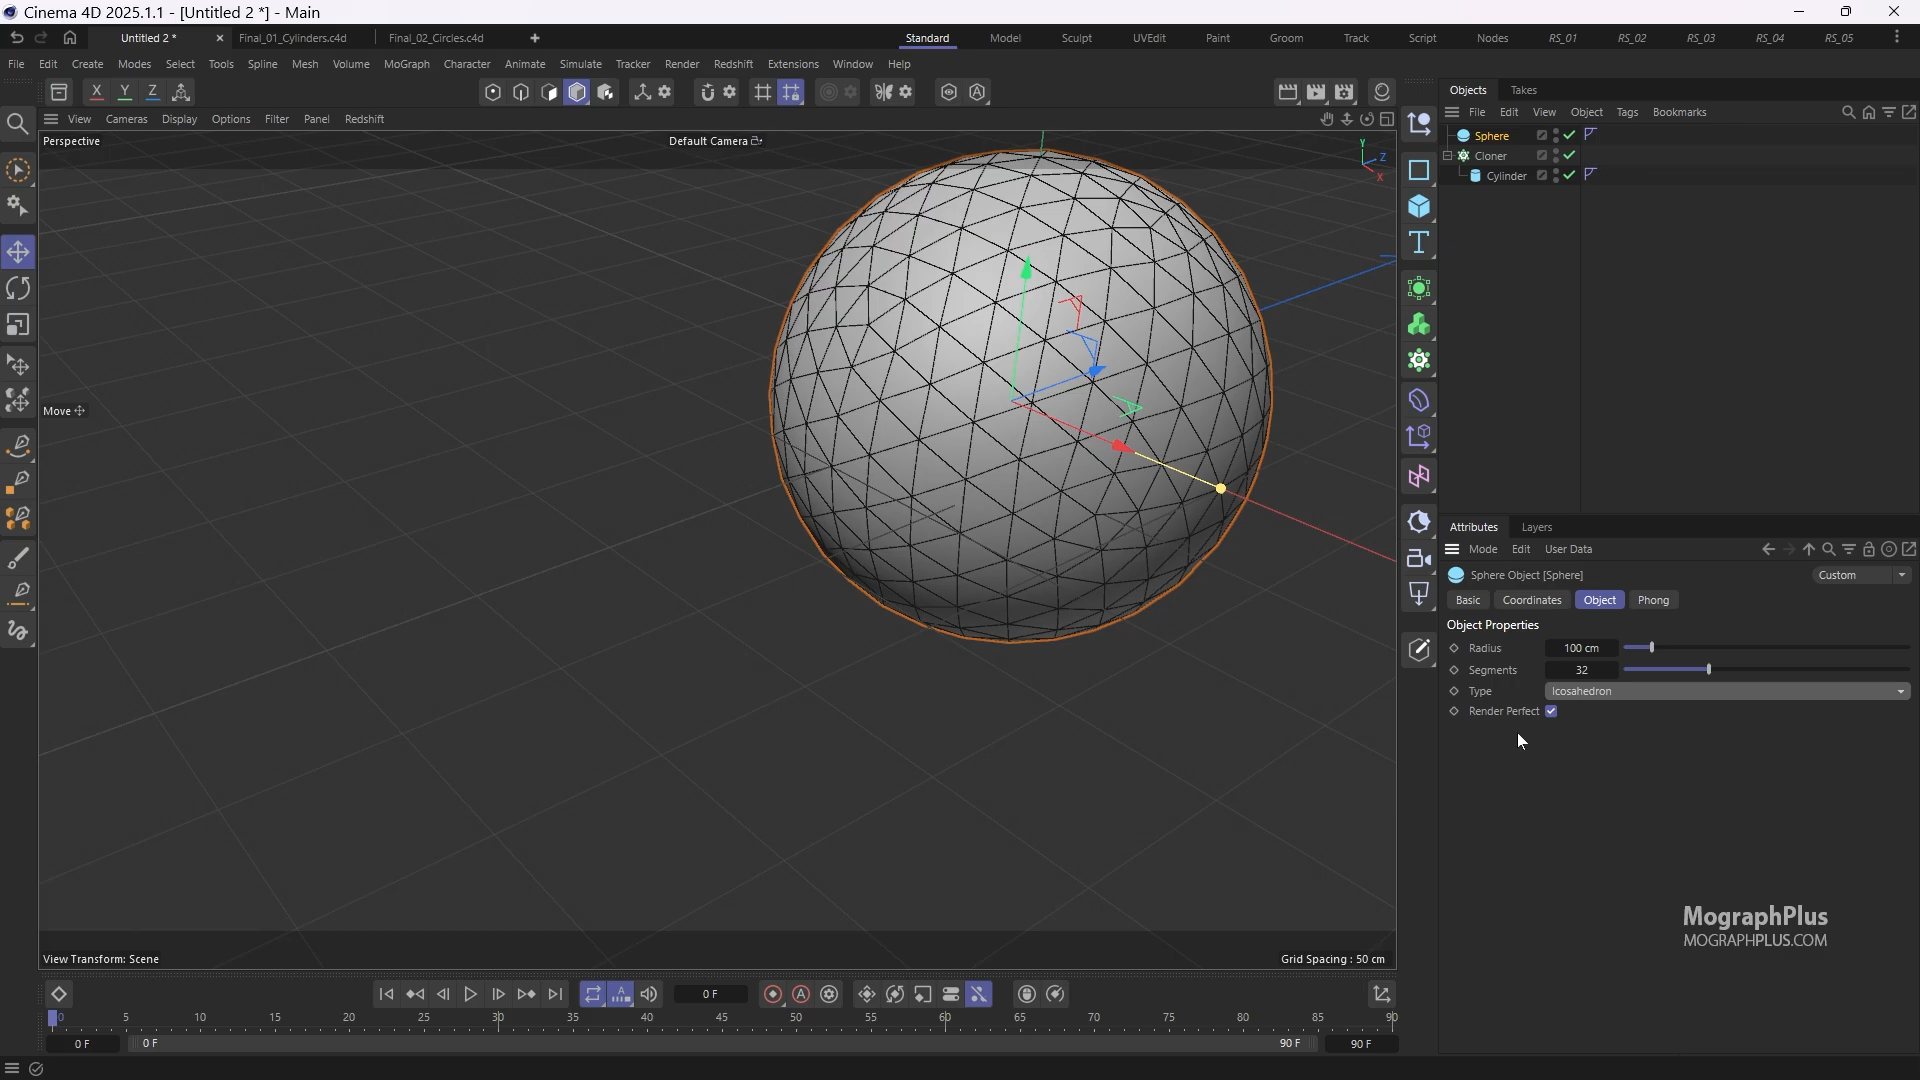 Cinema 4D 2025.1.1 - [Untitled 2 *] - Main
Untitled 2 * Final_01_Cylinders.c4d Final_02_Circles.c4d Standard Model Sculpt UVEdit Paint Groom Track Script Nodes RS_01 RS_02 RS_03 RS_04 RS_05
File Edit Create Modes Select Tools Spline Mesh Volume MoGraph Character Animate Simulate Tracker Render Redshift Extensions Window Help
X Y Z
View Cameras Display Options Filter Panel Redshift
Perspective
Default Camera
Y
Z
X
Move
View Transform: Scene
Grid Spacing : 50 cm
Objects Takes
File Edit View Object Tags Bookmarks
Sphere
Cloner
Cylinder
Attributes Layers
Mode Edit User Data
Sphere Object [Sphere] Custom
Basic Coordinates Object Phong
Object Properties
Radius 100 cm
Segments 32
Type Icosahedron
Render Perfect
MographPlus
MOGRAPHPLUS.COM
0 F
0 5 10 15 20 25 30 35 40 45 50 55 60 65 70 75 80 85 90
0 F 0 F 90 F 90 F